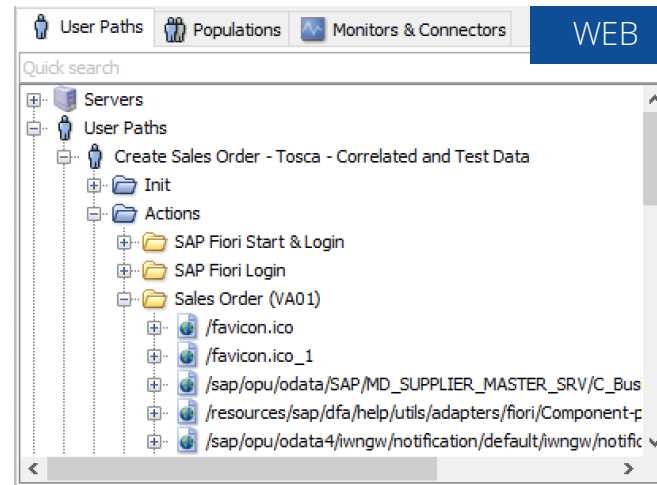 User Paths Populations Monitors & Connectors WEB
Quick search
Servers
User Paths
Create Sales Order - Tosca - Correlated and Test Data
Init
Actions
SAP Fiori Start & Login
SAP Fiori Login
Sales Order (VA01)
/favicon.ico
/favicon.ico_1
/sap/opu/odata/SAP/MD_SUPPLIER_MASTER_SRV/C_Bus
/resources/sap/dfa/help/utils/adapters/fiori/Component-p
/sap/opu/odata4/iwngw/notification/default/iwngw/notific